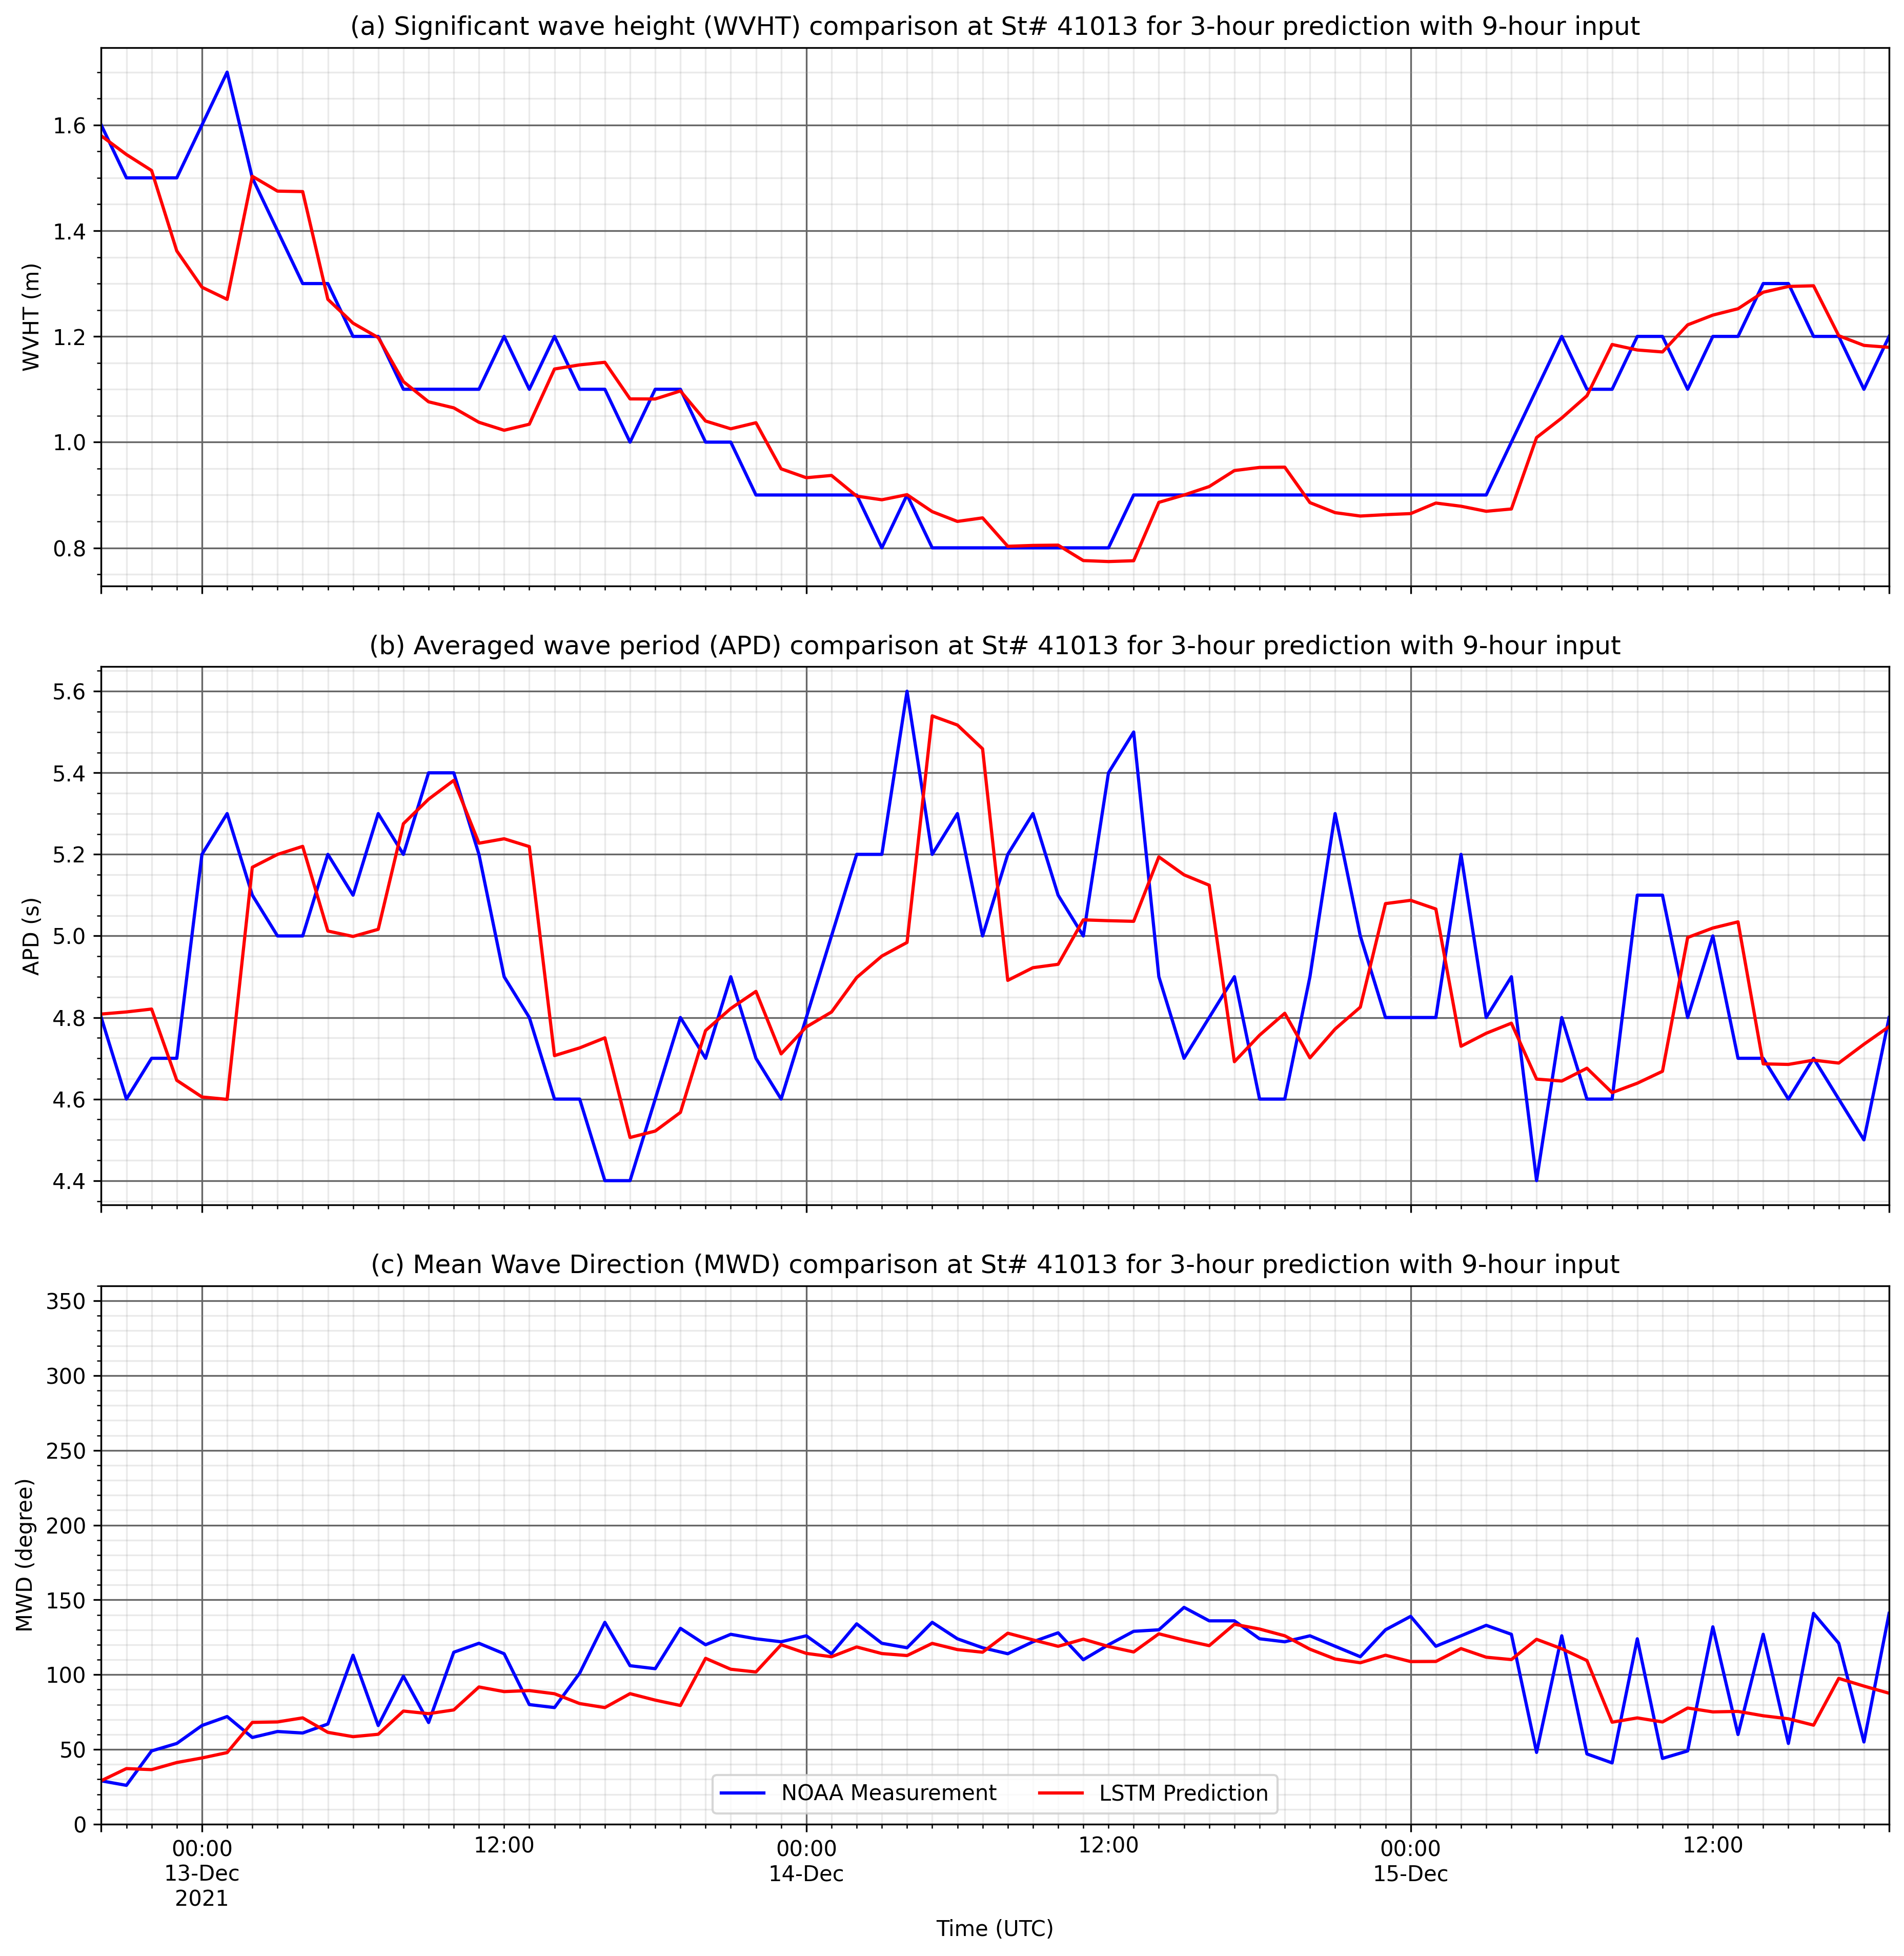 (a) Significant wave height (WVHT) comparison at St# 41013 for 3-hour prediction with 9-hour input
1.6
1.4
1.2
1.0
0.8
WVHT (m)
(b) Averaged wave period (APD) comparison at St# 41013 for 3-hour prediction with 9-hour input
5.6
5.4
5.2
5.0
4.8
4.6
4.4
APD (s)
(c) Mean Wave Direction (MWD) comparison at St# 41013 for 3-hour prediction with 9-hour input
350
300
250
200
150
100
50
0
MWD (degree)
NOAA Measurement LSTM Prediction
00:00 12:00 00:00 12:00 00:00 12:00
13-Dec 14-Dec 15-Dec
2021
Time (UTC)